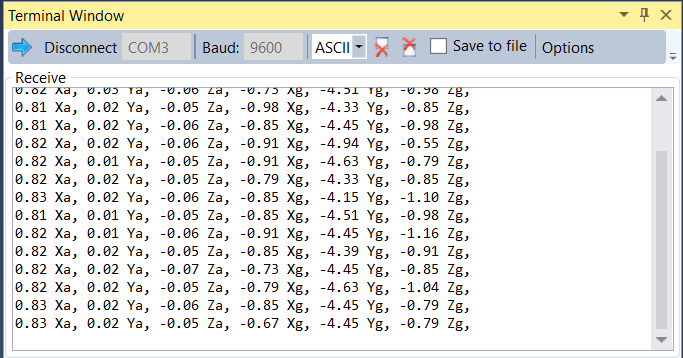 Terminal Window
Disconnect COM3 Baud: 9600 ASCII Save to file Options
Receive
0.82 Xa, 0.03 Ya, -0.06 Za, -0.73 Xg, -4.51 Yg, -0.98 Zg,
0.81 Xa, 0.02 Ya, -0.05 Za, -0.98 Xg, -4.33 Yg, -0.85 Zg,
0.81 Xa, 0.02 Ya, -0.06 Za, -0.85 Xg, -4.45 Yg, -0.98 Zg,
0.82 Xa, 0.02 Ya, -0.06 Za, -0.91 Xg, -4.94 Yg, -0.55 Zg,
0.82 Xa, 0.01 Ya, -0.05 Za, -0.91 Xg, -4.63 Yg, -0.79 Zg,
0.82 Xa, 0.02 Ya, -0.05 Za, -0.79 Xg, -4.33 Yg, -0.85 Zg,
0.83 Xa, 0.02 Ya, -0.06 Za, -0.85 Xg, -4.15 Yg, -1.10 Zg,
0.81 Xa, 0.01 Ya, -0.05 Za, -0.85 Xg, -4.51 Yg, -0.98 Zg,
0.82 Xa, 0.01 Ya, -0.06 Za, -0.91 Xg, -4.45 Yg, -1.16 Zg,
0.82 Xa, 0.02 Ya, -0.05 Za, -0.85 Xg, -4.39 Yg, -0.91 Zg,
0.82 Xa, 0.02 Ya, -0.07 Za, -0.73 Xg, -4.45 Yg, -0.85 Zg,
0.82 Xa, 0.02 Ya, -0.05 Za, -0.79 Xg, -4.63 Yg, -1.04 Zg,
0.83 Xa, 0.02 Ya, -0.06 Za, -0.85 Xg, -4.45 Yg, -0.79 Zg,
0.83 Xa, 0.02 Ya, -0.05 Za, -0.67 Xg, -4.45 Yg, -0.79 Zg,